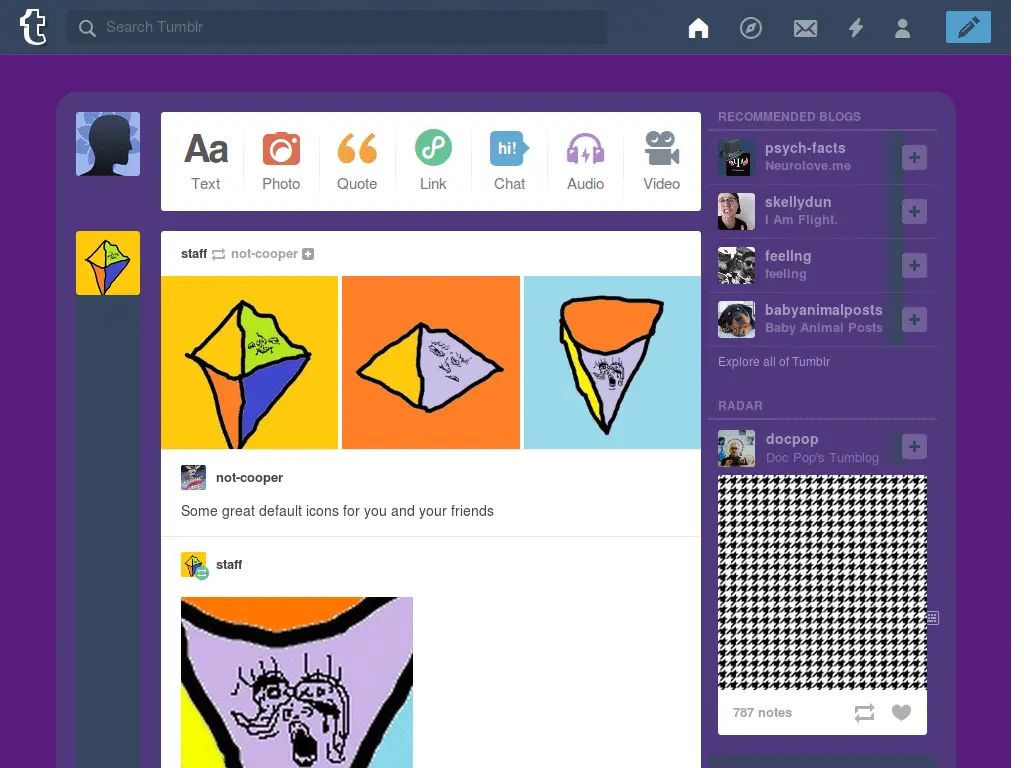 t
Search Tumblr
Aa
Text
Photo
Quote
Link
hi!
Chat
Audio
Video
staff not-cooper
not-cooper
Some great default icons for you and your friends
staff
RECOMMENDED BLOGS
psych-facts
Neurolove.me
skellydun
I Am Flight.
feeling
feeling
babyanimalposts
Baby Animal Posts
Explore all of Tumblr
RADAR
docpop
Doc Pop's Tumblog
787 notes